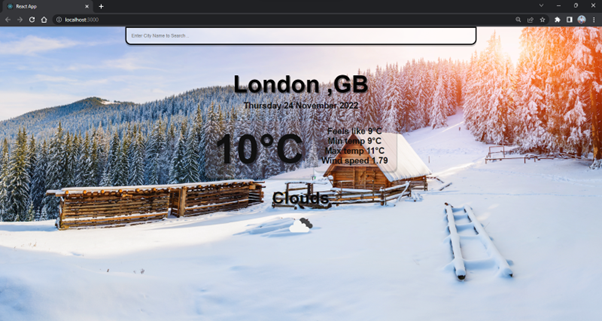 React App
localhost:3000
Enter City Name to Search ...
London ,GB
Thursday 24 November 2022
10°C
Feels like 9°C
Min temp 9°C
Max temp 11°C
Wind speed 1.79
Clouds